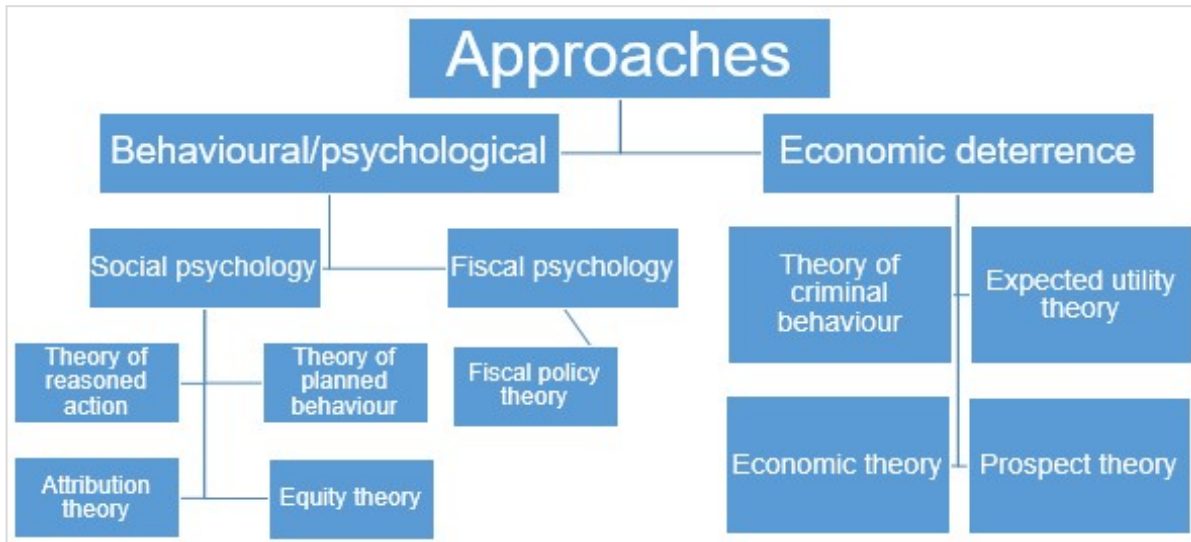 Approaches
Behavioural/psychological
Economic deterrence
Social psychology
Fiscal psychology
Theory of
reasoned
action
Theory of
planned
behaviour
Attribution
theory
Equity theory
Fiscal policy
theory
Theory of
criminal
behaviour
Expected utility
theory
Economic theory
Prospect theory